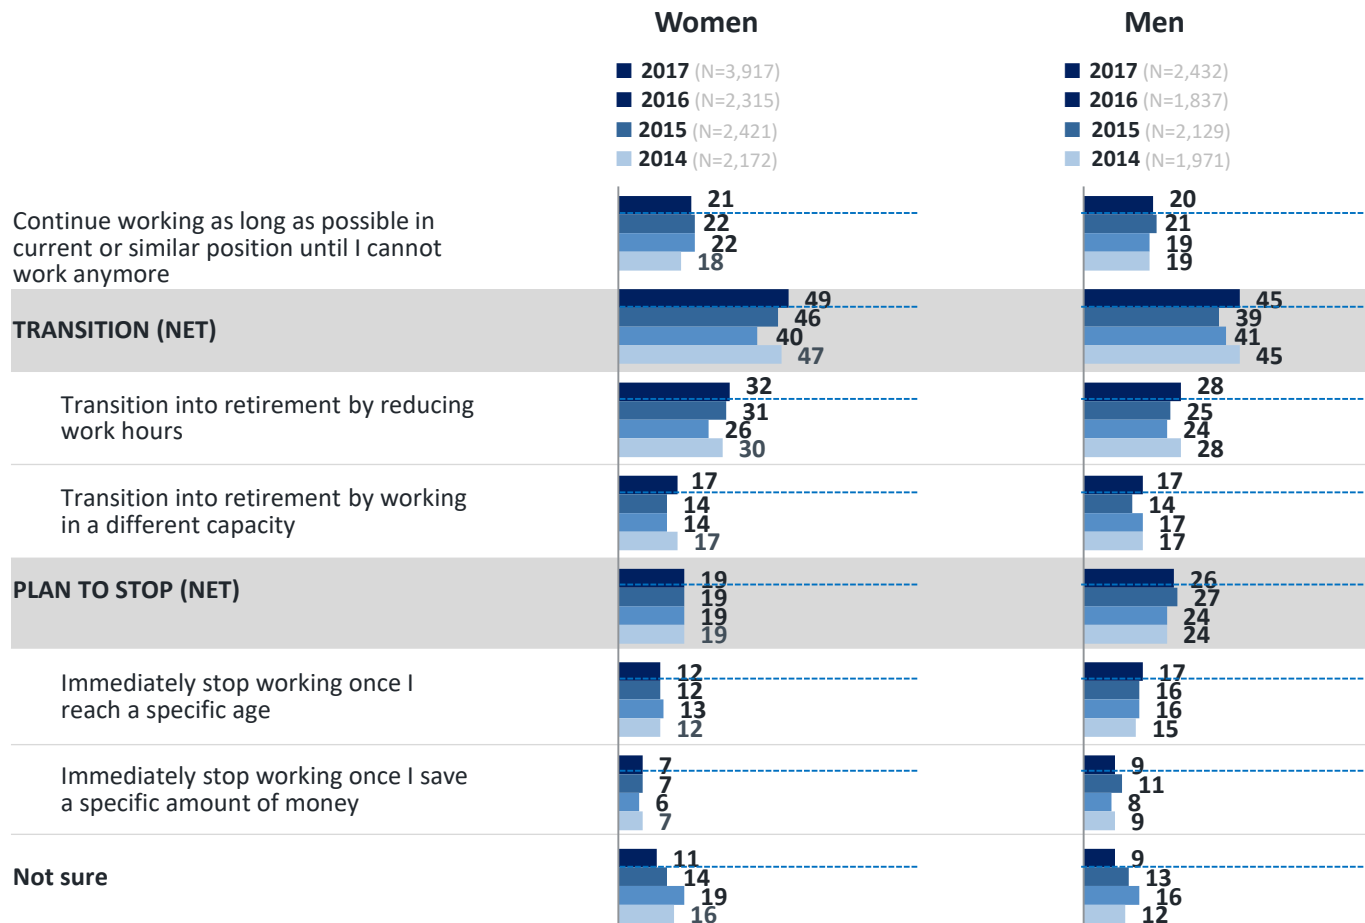 Women Men
2017 (N=3,917) 2017 (N=2,432)
2016 (N=2,315) 2016 (N=1,837)
2015 (N=2,421) 2015 (N=2,129)
2014 (N=2,172) 2014 (N=1,971)
Continue working as long as possible in
current or similar position until I cannot
work anymore
21 20
22 21
22 19
18 19
TRANSITION (NET)
49 45
46 39
40 41
47 45
Transition into retirement by reducing
work hours
32 28
31 25
26 24
30 28
Transition into retirement by working
in a different capacity
17 17
14 14
14 17
17 17
PLAN TO STOP (NET)
19 26
19 27
19 24
19 24
Immediately stop working once I
reach a specific age
12 17
12 16
13 16
12 15
Immediately stop working once I save
a specific amount of money
7 9
7 11
6 8
7 9
Not sure
11 9
14 13
19 16
16 12